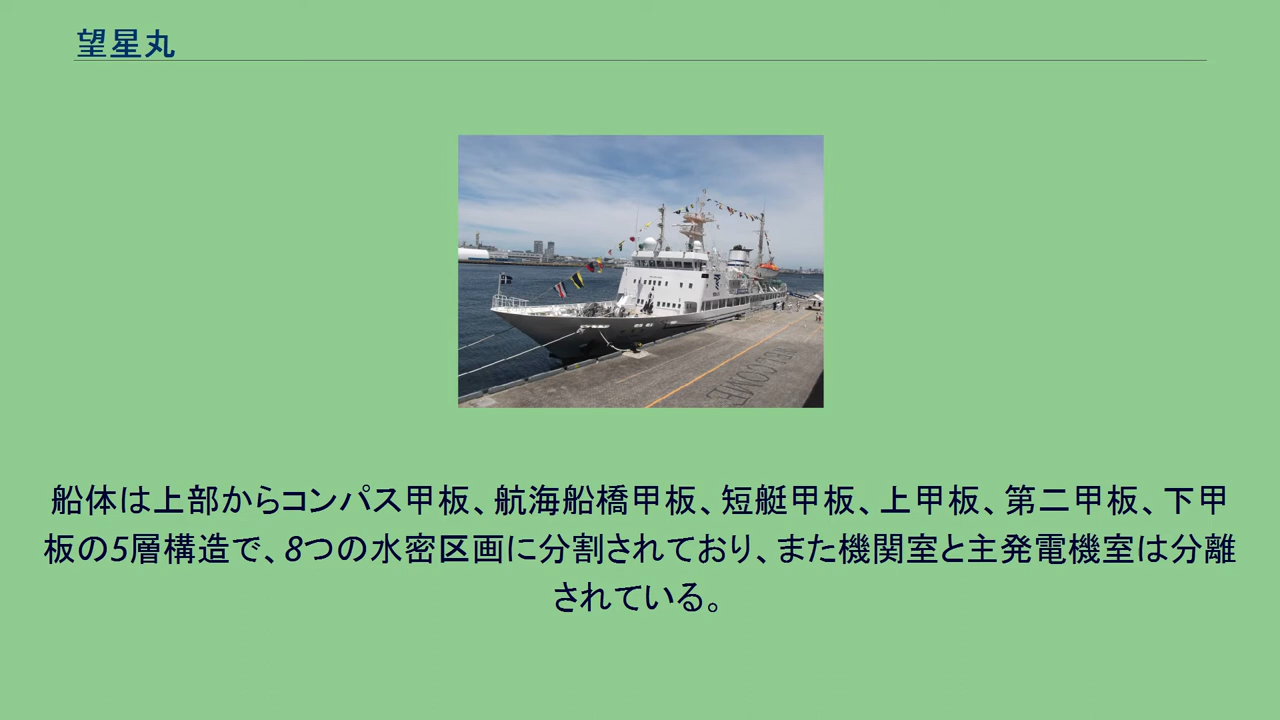 望星丸
WELCOME
船体は上部からコンパス甲板、航海船橋甲板、短艇甲板、上甲板、第二甲板、下甲
板の5層構造で、8つの水密区画に分割されており、また機関室と主発電機室は分離
されている。